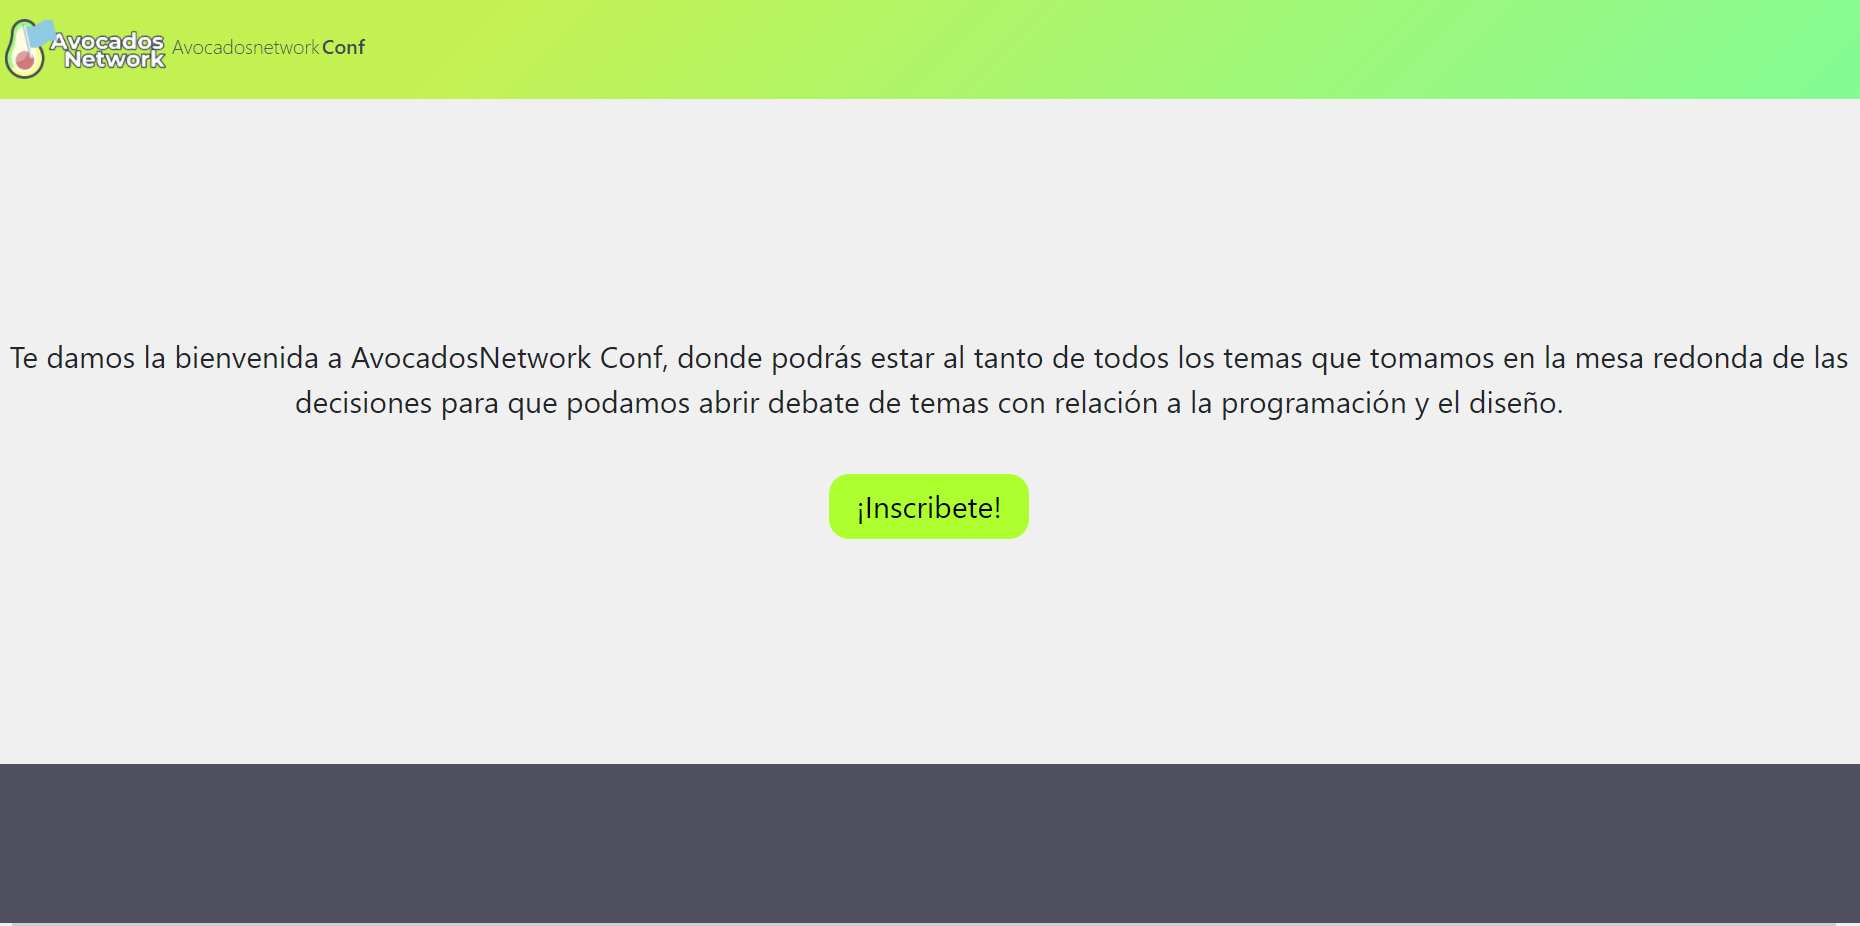 Avocados
Network
Avocadosnetwork Conf
Te damos la bienvenida a AvocadosNetwork Conf, donde podrás estar al tanto de todos los temas que tomamos en la mesa redonda de las
decisiones para que podamos abrir debate de temas con relación a la programación y el diseño.
¡Inscribete!